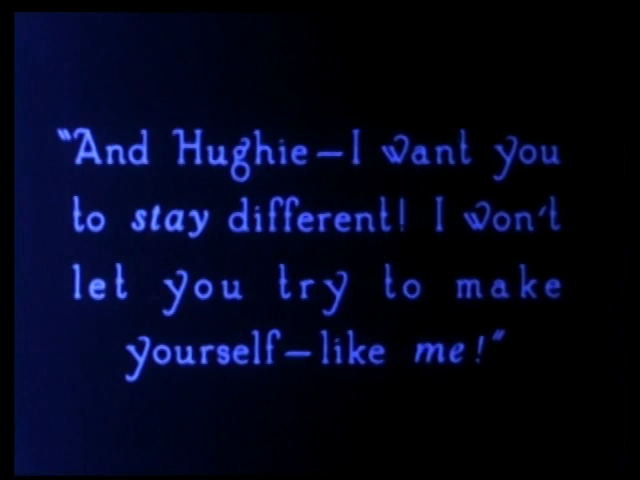 "And Hughie—I want you
to stay different! I won't
let you try to make
yourself—like me!"